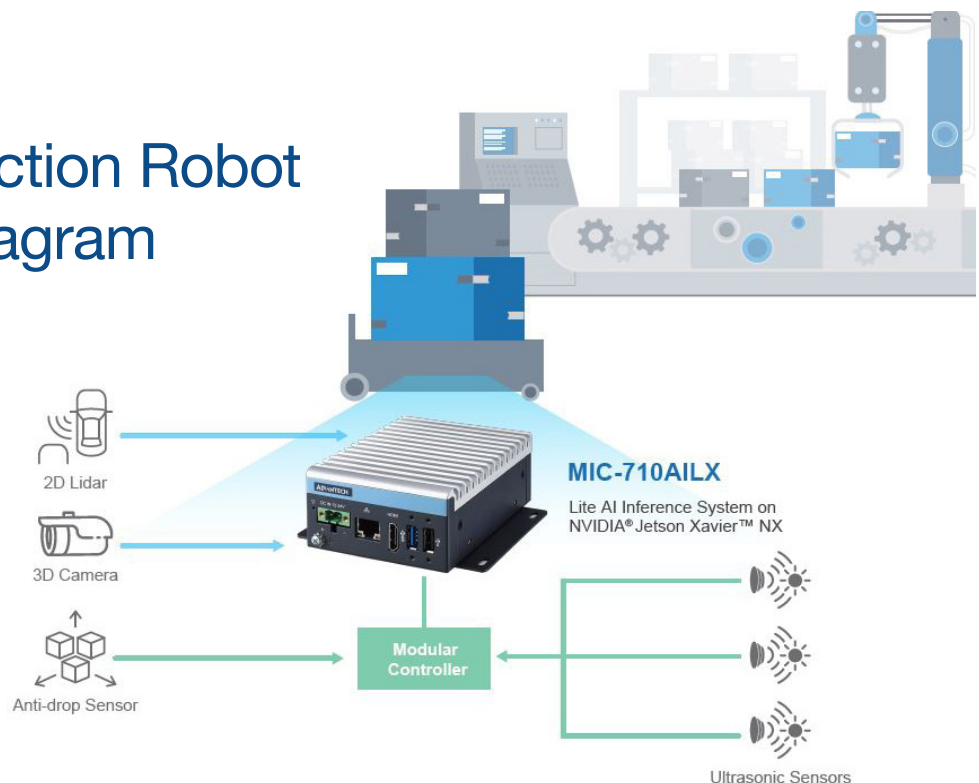 ction Robot
agram
2D Lidar
ADVANTECH
HDMI
MIC-710AILX
Lite AI Inference System on
NVIDIA® Jetson Xavier™ NX
3D Camera
Modular
Controller
Anti-drop Sensor
Ultrasonic Sensors